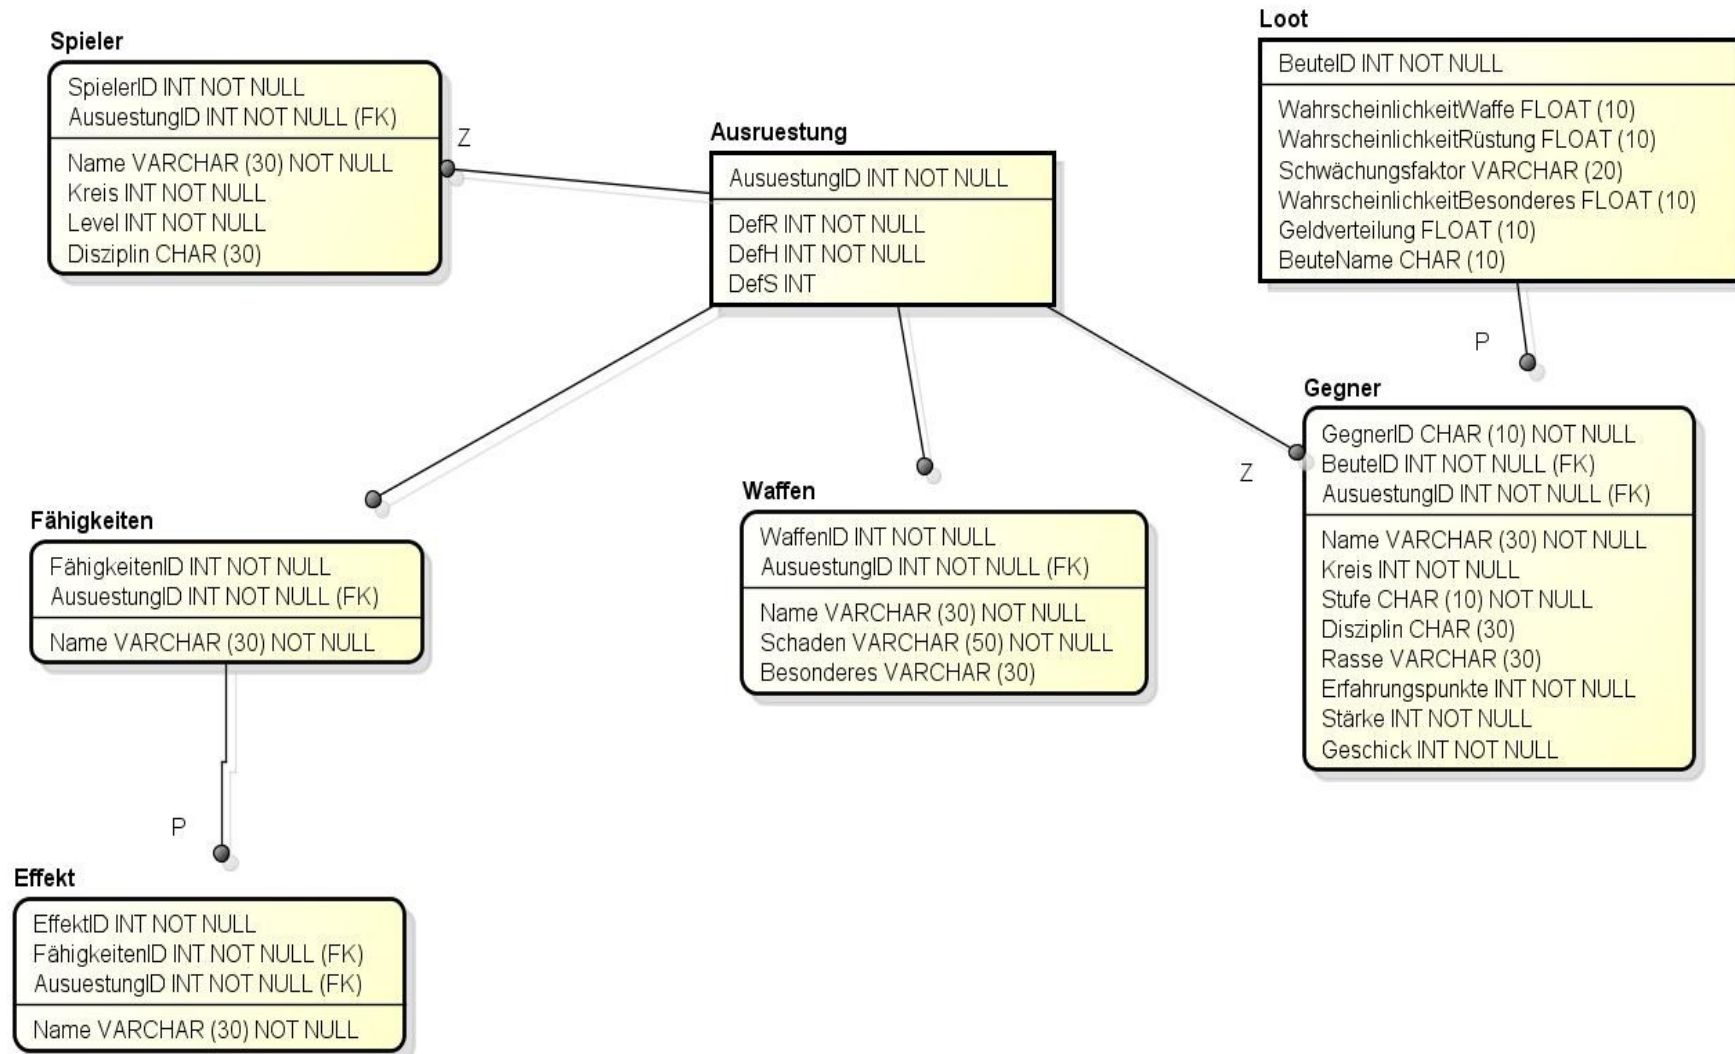 Spieler
SpielerID INT NOT NULL
AusuestungID INT NOT NULL (FK)
Name VARCHAR (30) NOT NULL
Kreis INT NOT NULL
Level INT NOT NULL
Disziplin CHAR (30)
Z
Ausruestung
AusuestungID INT NOT NULL
DefR INT NOT NULL
DefH INT NOT NULL
DefS INT
Loot
BeuteID INT NOT NULL
WahrscheinlichkeitWaffe FLOAT (10)
WahrscheinlichkeitRüstung FLOAT (10)
Schwächungsfaktor VARCHAR (20)
WahrscheinlichkeitBesonderes FLOAT (10)
Geldverteilung FLOAT (10)
BeuteName CHAR (10)
P
Gegner
GegnerID CHAR (10) NOT NULL
BeuteID INT NOT NULL (FK)
AusuestungID INT NOT NULL (FK)
Name VARCHAR (30) NOT NULL
Kreis INT NOT NULL
Stufe CHAR (10) NOT NULL
Disziplin CHAR (30)
Rasse VARCHAR (30)
Erfahrungspunkte INT NOT NULL
Stärke INT NOT NULL
Geschick INT NOT NULL
Z
Waffen
WaffenID INT NOT NULL
AusuestungID INT NOT NULL (FK)
Name VARCHAR (30) NOT NULL
Schaden VARCHAR (50) NOT NULL
Besonderes VARCHAR (30)
Fähigkeiten
FähigkeitenID INT NOT NULL
AusuestungID INT NOT NULL (FK)
Name VARCHAR (30) NOT NULL
P
Effekt
EffektID INT NOT NULL
FähigkeitenID INT NOT NULL (FK)
AusuestungID INT NOT NULL (FK)
Name VARCHAR (30) NOT NULL